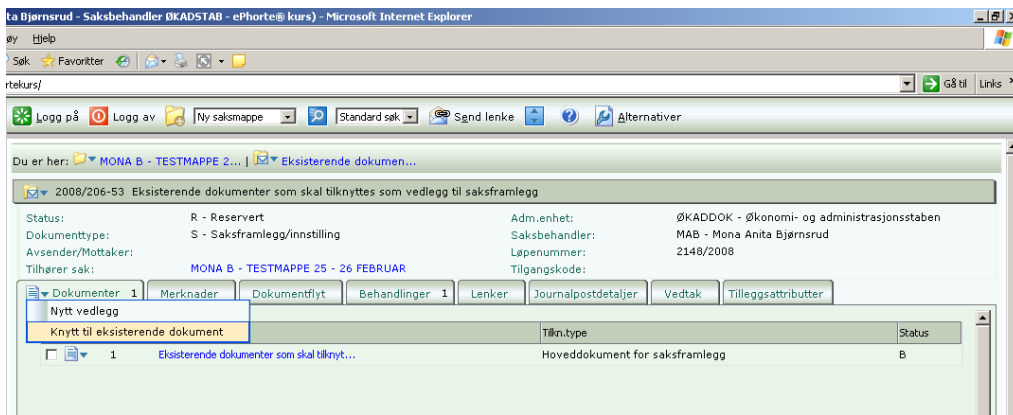 ta Bjørnsrud - Saksbehandler ØKADSTAB - ePhorte® kurs) - Microsoft Internet Explorer
øy Hjelp
Søk Favoritter
rtekurs/ Gå til Links
Logg på Logg av Ny saksmappe Standard søk Send lenke Alternativer
Du er her: MONA B - TESTMAPPE 2... | Eksisterende dokumen...
2008/206-53 Eksisterende dokumenter som skal tilknyttes som vedlegg til saksframlegg
Status: R - Reservert Adm.enhet: ØKADDOK - Økonomi- og administrasjonsstaben
Dokumenttype: S - Saksframlegg/innstilling Saksbehandler: MAB - Mona Anita Bjørnsrud
Avsender/Mottaker: Løpenummer: 2148/2008
Tilhører sak: MONA B - TESTMAPPE 25 - 26 FEBRUAR Tilgangskode:
Dokumenter 1 Merknader Dokumentflyt Behandlinger 1 Lenker Journalpostdetaljer Vedtak Tilleggsattributter
Nytt vedlegg
Knytt til eksisterende dokument Tilkn.type Status
1 Eksisterende dokumenter som skal tilknyt... Hoveddokument for saksframlegg B